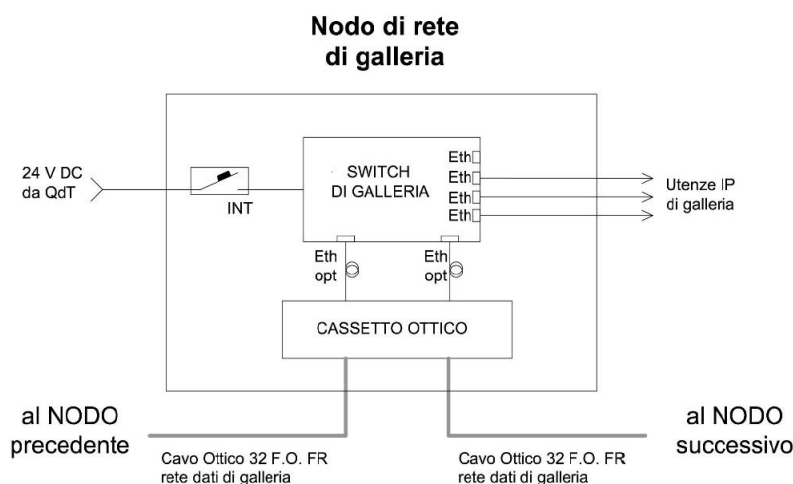 Nodo di rete
di galleria
24 V DC
da QdT
INT
SWITCH
DI GALLERIA
Eth
Eth
Eth
Eth
Utenze IP
di galleria
Eth
opt
Eth
opt
CASSETTO OTTICO
al NODO
precedente
al NODO
successivo
Cavo Ottico 32 F.O. FR
rete dati di galleria
Cavo Ottico 32 F.O. FR
rete dati di galleria